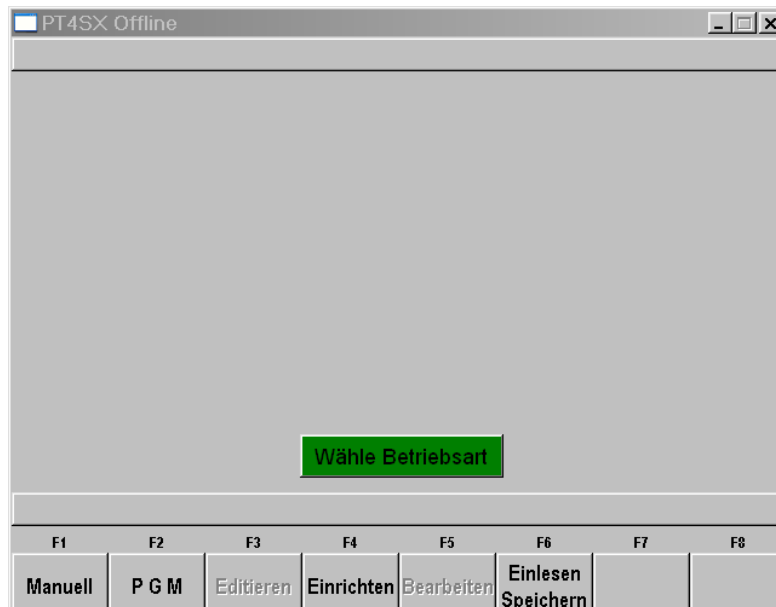 PT4SX Offline
Wähle Betriebsart
F1 F2 F3 F4 F5 F6 F7 F8
Manuell P G M Editieren Einrichten Bearbeiten Einlesen Speichern